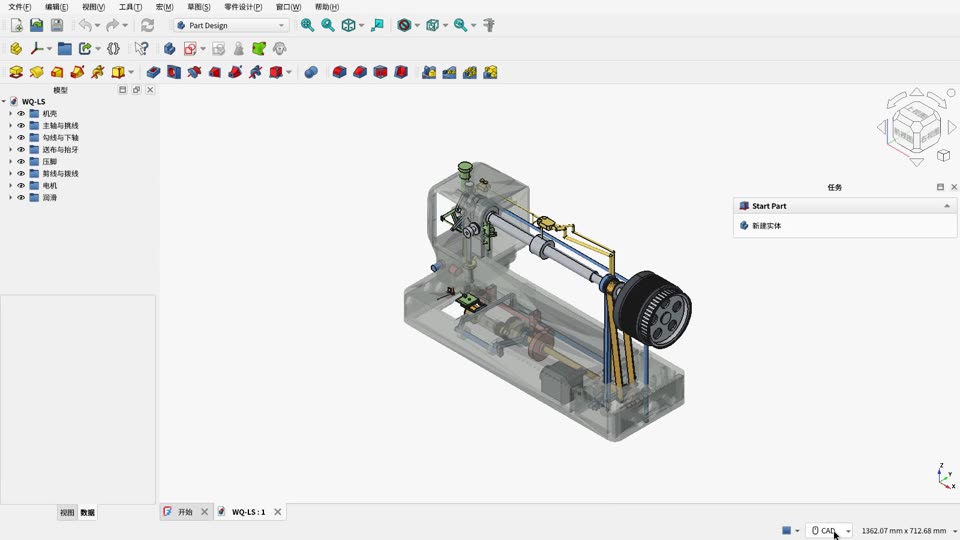 文件(F) 编辑(E) 视图(V) 工具(T) 宏(M) 草图(S) 零件设计(P) 窗口(W) 帮助(H)
Part Design
模型
WQ-LS
机壳
主轴与挑线
勾线与下轴
送布与抬牙
压脚
剪线与拨线
电机
润滑
任务
Start Part
新建实体
Z
Y
X
视图 数据
开始 WQ-LS : 1
CAD 1362.07 mm x 712.68 mm